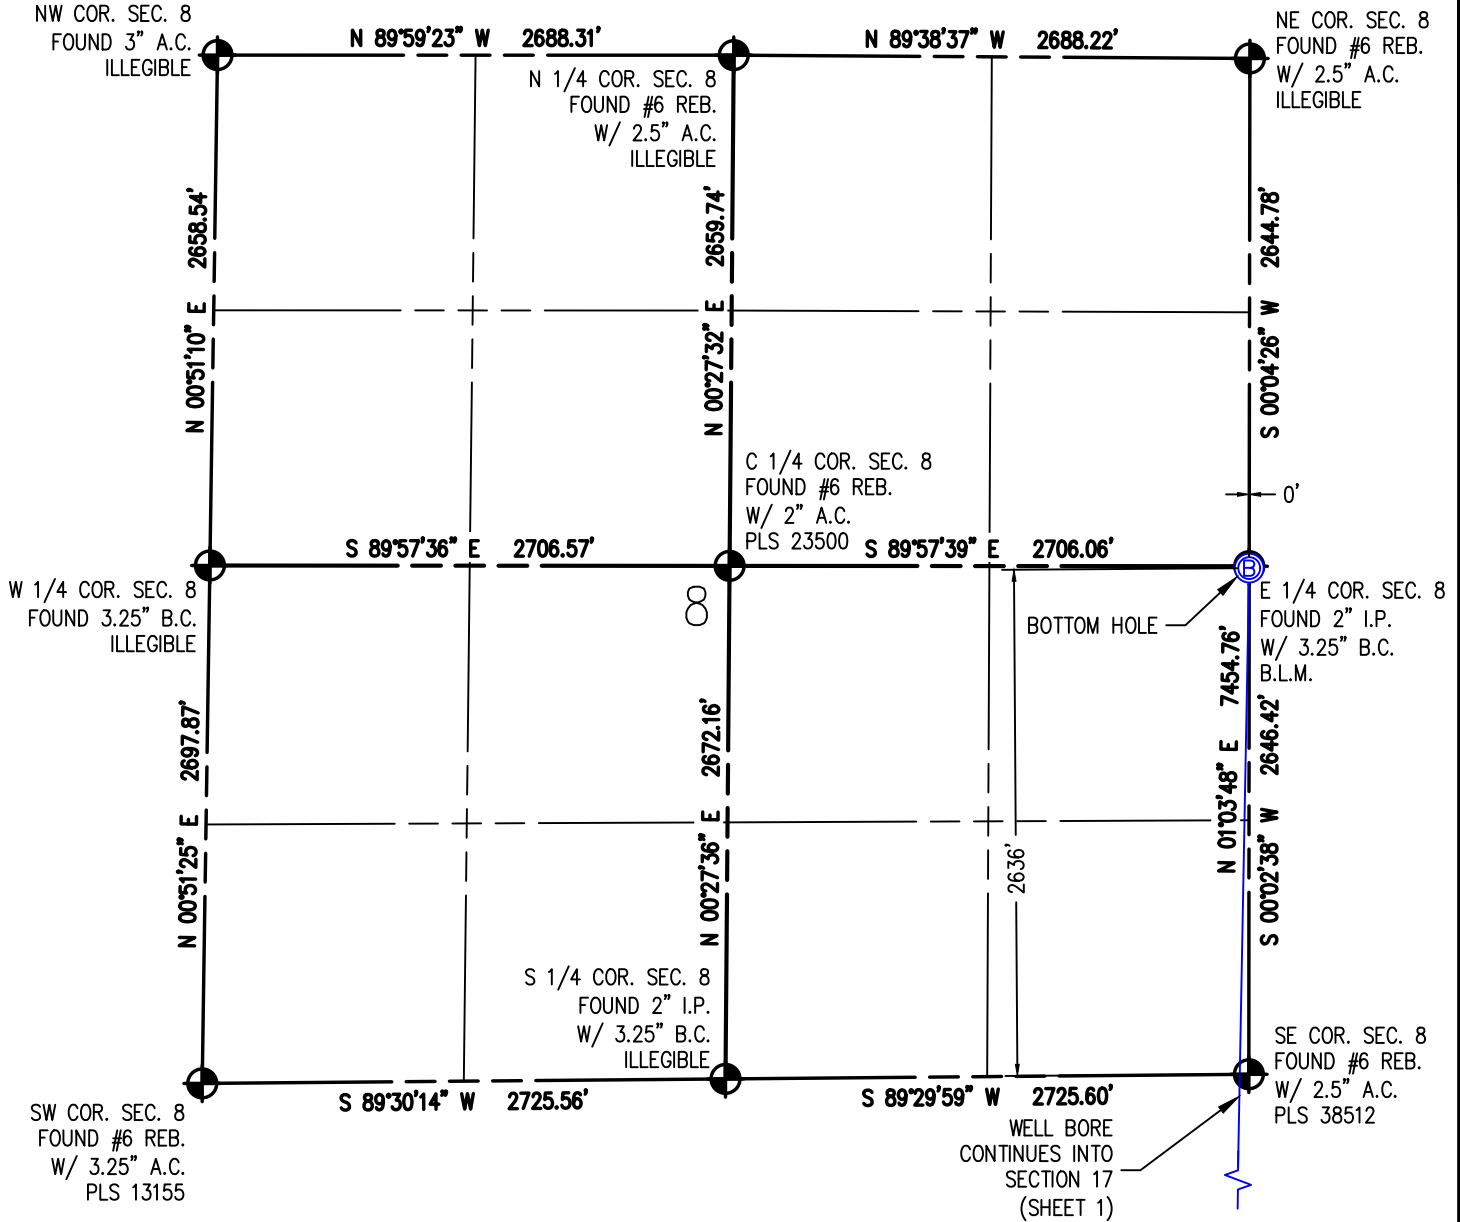 NW COR. SEC. 8
FOUND 3" A.C.
ILLEGIBLE
N 89°59'23" W 2688.31'
N 1/4 COR. SEC. 8
FOUND #6 REB.
W/ 2.5" A.C.
ILLEGIBLE
N 89°38'37" W 2688.22'
NE COR. SEC. 8
FOUND #6 REB.
W/ 2.5" A.C.
ILLEGIBLE
N 00°51'10" E 2658.54'
N 00°27'32" E 2659.74'
S 00°04'26" W 2644.78'
C 1/4 COR. SEC. 8
FOUND #6 REB.
W/ 2" A.C.
PLS 23500
0'
S 89°57'36" E 2706.57'
S 89°57'39" E 2706.06'
W 1/4 COR. SEC. 8
FOUND 3.25" B.C.
ILLEGIBLE
8
B
BOTTOM HOLE
E 1/4 COR. SEC. 8
FOUND 2" I.P.
W/ 3.25" B.C.
B.L.M.
N 00°51'25" E 2697.87'
N 00°27'36" E 2672.16'
2636'
N 01°03'48" E 7454.76'
S 00°02'38" W 2646.42'
S 1/4 COR. SEC. 8
FOUND 2" I.P.
W/ 3.25" B.C.
ILLEGIBLE
SE COR. SEC. 8
FOUND #6 REB.
W/ 2.5" A.C.
PLS 38512
S 89°30'14" W 2725.56'
S 89°29'59" W 2725.60'
SW COR. SEC. 8
FOUND #6 REB.
W/ 3.25" A.C.
PLS 13155
WELL BORE
CONTINUES INTO
SECTION 17
(SHEET 1)